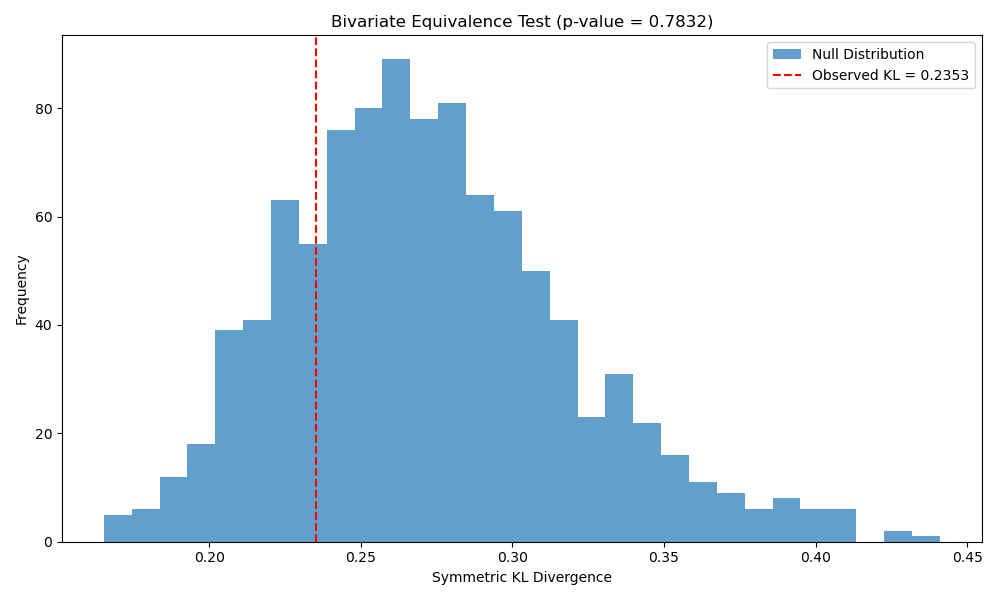 Bivariate Equivalence Test (p-value = 0.7832)
Null Distribution
Observed KL = 0.2353
Frequency
80
60
40
20
0
0.20 0.25 0.30 0.35 0.40 0.45
Symmetric KL Divergence